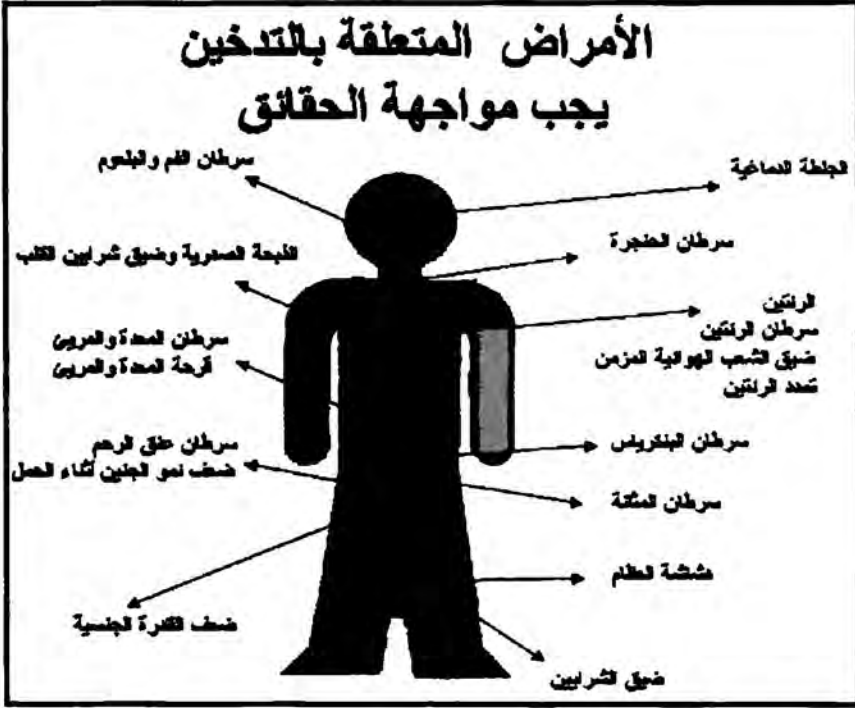 الأمراض المتعلقة بالتدخين
يجب مواجهة الحقائق
الجلطة الدماغية
سرطان الفم والبلعوم
سرطان الحنجرة
الذبحة الصدرية وضيق شرايين القلب
الرئتين
سرطان الرئتين
ضيق الشعب الهوائية المزمن
تمدد الرئتين
سرطان المعدة والمريئ
قرحة المعدة والمريئ
سرطان البنكرياس
سرطان عنق الرحم
ضعف نمو الجنين أثناء الحمل
سرطان المثانة
هشاشة العظام
ضعف القدرة الجنسية
ضيق الشرايين